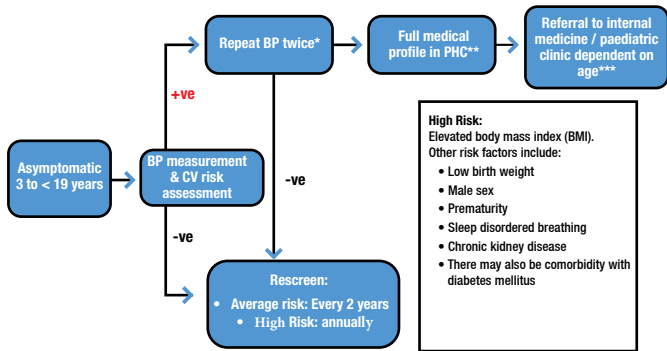 Repeat BP twice*
Full medical
profile in PHC**
Referral to internal
medicine / paediatric
clinic dependent on
age***
+ve
Asymptomatic
3 to < 19 years
BP measurement
& CV risk
assessment
-ve
-ve
Rescreen:
• Average risk: Every 2 years
• High Risk: annually
High Risk:
Elevated body mass index (BMI).
Other risk factors include:
• Low birth weight
• Male sex
• Prematurity
• Sleep disordered breathing
• Chronic kidney disease
• There may also be comorbidity with
diabetes mellitus